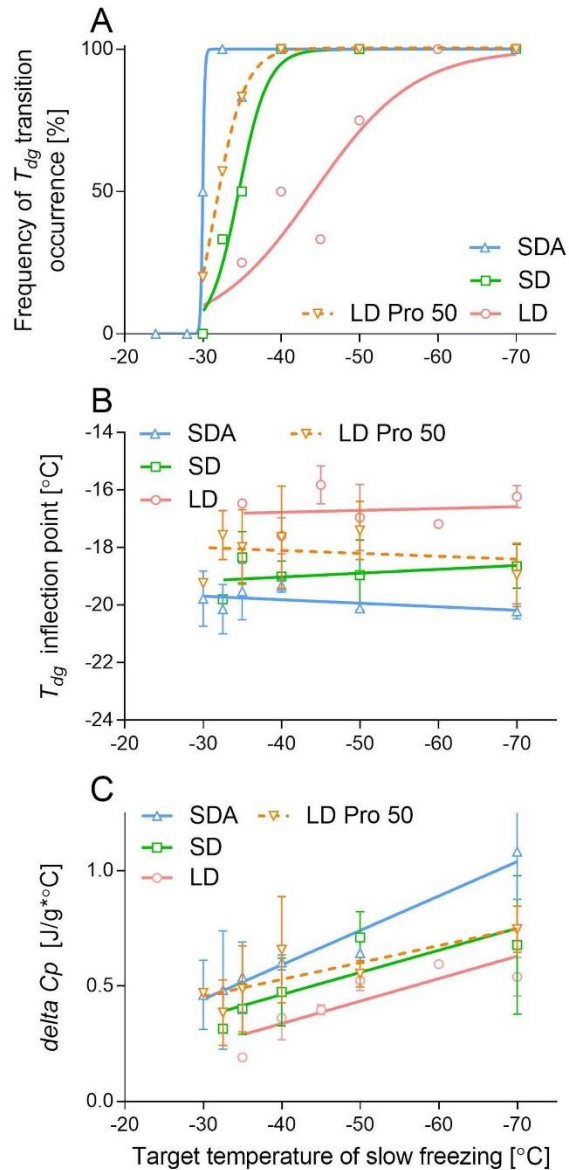 A
Frequency of Tdg transition
occurrence [%]
100
50
0
SDA
SD
LD Pro 50
LD
-20 -30 -40 -50 -60 -70
B
Tdg inflection point [°C]
SDA LD Pro 50
SD
LD
-14
-16
-18
-20
-22
-24
-20 -30 -40 -50 -60 -70
C
delta Cp [J/g*°C]
SDA LD Pro 50
SD
LD
1.0
0.5
0.0
-20 -30 -40 -50 -60 -70
Target temperature of slow freezing [°C]